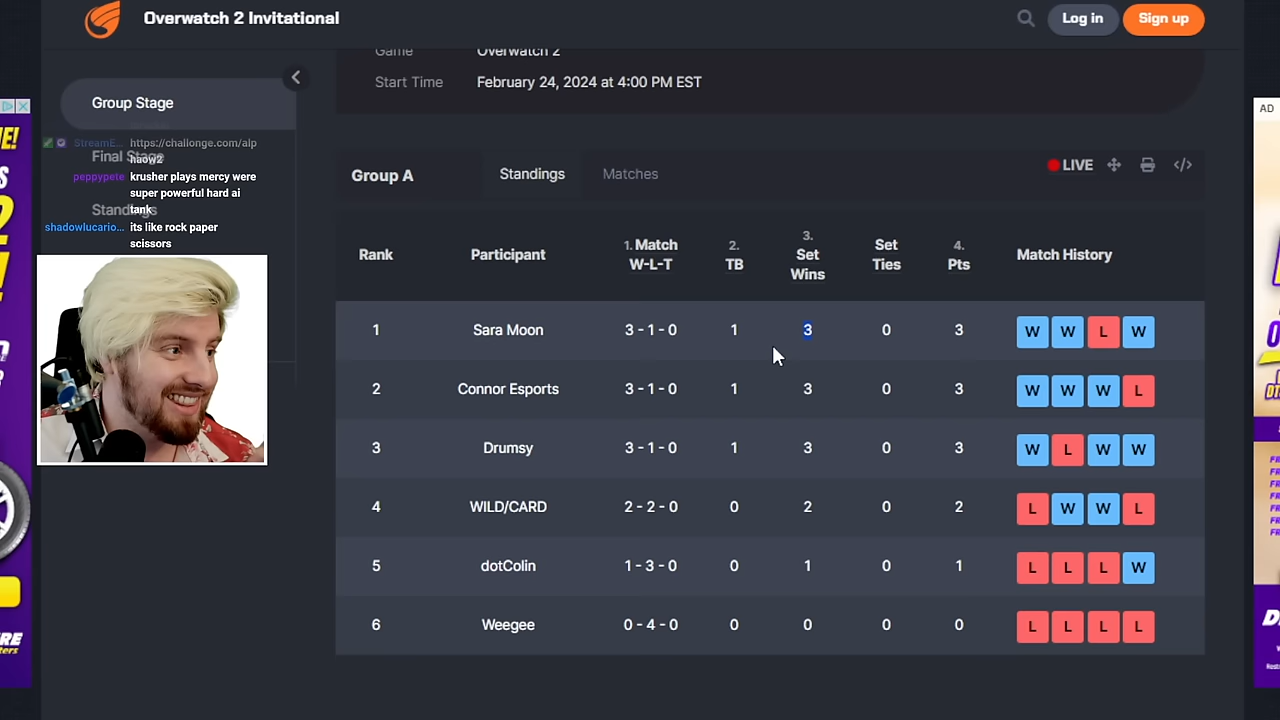 Overwatch 2 Invitational
Log in
Sign up
Game Overwatch 2
Start Time February 24, 2024 at 4:00 PM EST
Group Stage
StreamE... https://challonge.com/alp
haow2
Final Stage
peppypete krusher plays mercy were
super powerful hard ai
tank
Standings
shadowlucario... its like rock paper
scissors
Group A Standings Matches LIVE
Rank Participant 1. Match W-L-T 2. TB 3. Set Wins Set Ties 4. Pts Match History
1 Sara Moon 3 - 1 - 0 1 3 0 3 W W L W
2 Connor Esports 3 - 1 - 0 1 3 0 3 W W W L
3 Drumsy 3 - 1 - 0 1 3 0 3 W L W W
4 WILD/CARD 2 - 2 - 0 0 2 0 2 L W W L
5 dotColin 1 - 3 - 0 0 1 0 1 L L L W
6 Weegee 0 - 4 - 0 0 0 0 0 L L L L
AD